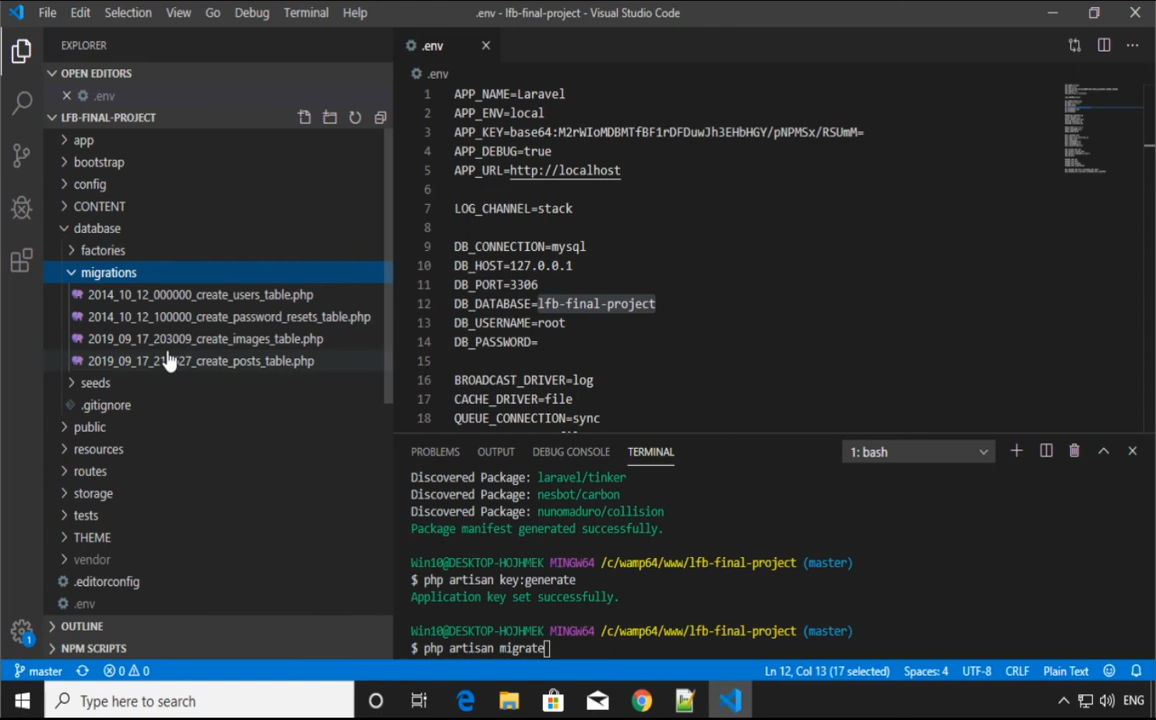 File Edit Selection View Go Debug Terminal Help
.env - lfb-final-project - Visual Studio Code
EXPLORER
OPEN EDITORS
.env
LFB-FINAL-PROJECT
app
bootstrap
config
CONTENT
database
factories
migrations
2014_10_12_000000_create_users_table.php
2014_10_12_100000_create_password_resets_table.php
2019_09_17_203009_create_images_table.php
seeds
.gitignore
public
resources
routes
storage
tests
THEME
vendor
.editorconfig
.env
OUTLINE
NPM SCRIPTS
.env
.env
1 APP_NAME=Laravel
2 APP_ENV=local
3 APP_KEY=base64:M2rWIoMDBMTfBF1rDFDuwJh3EHbHGY/pNPMSx/RSUmM=
4 APP_DEBUG=true
5 APP_URL=http://localhost
6
7 LOG_CHANNEL=stack
8
9 DB_CONNECTION=mysql
10 DB_HOST=127.0.0.1
11 DB_PORT=3306
12 DB_DATABASE=lfb-final-project
13 DB_USERNAME=root
14 DB_PASSWORD=
15
16 BROADCAST_DRIVER=log
17 CACHE_DRIVER=file
18 QUEUE_CONNECTION=sync
PROBLEMS OUTPUT DEBUG CONSOLE TERMINAL
1: bash
Discovered Package: laravel/tinker
Discovered Package: nesbot/carbon
Discovered Package: nunomaduro/collision
Package manifest generated successfully.
Win10@DESKTOP-HOJHMEK MINGW64 /c/wamp64/www/lfb-final-project (master)
$ php artisan key:generate
Application key set successfully.
Win10@DESKTOP-HOJHMEK MINGW64 /c/wamp64/www/lfb-final-project (master)
$ php artisan migrate
1
master 0 0
Ln 12, Col 13 (17 selected) Spaces: 4 UTF-8 CRLF Plain Text
Type here to search
ENG